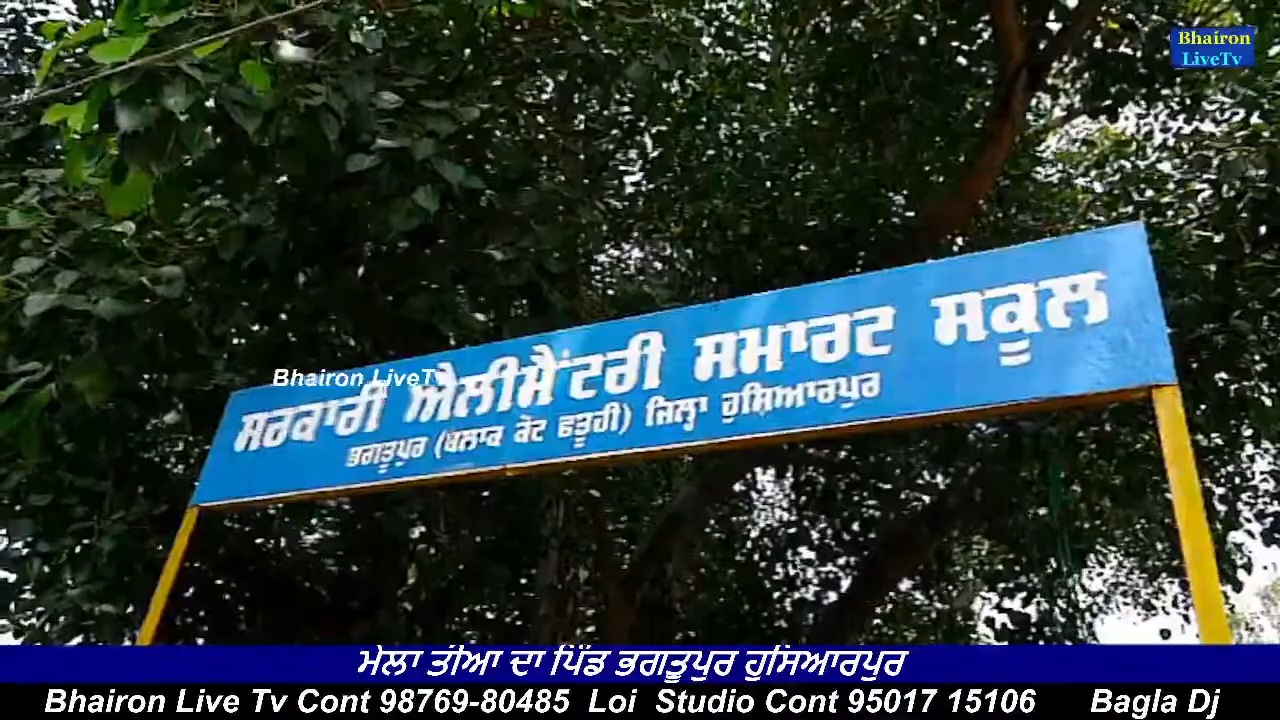 Bhairon
LiveTv
ਸਰਕਾਰੀ ਐਲੀਮੈਂਟਰੀ ਸਮਾਰਟ ਸਕੂਲ
Bhairon LiveTv
ਭਗਤੂਪੁਰ (ਬਲਾਕ ਕੋਟ ਫਤੂਹੀ) ਜ਼ਿਲ੍ਹਾ ਹੁਸ਼ਿਆਰਪੁਰ
ਮੇਲਾ ਤੀਆਂ ਦਾ ਪਿੰਡ ਭਗਤੂਪੁਰ ਹੁਸਿਆਰਪੁਰ
Bhairon Live Tv Cont 98769-80485 Loi Studio Cont 95017 15106 Bagla Dj